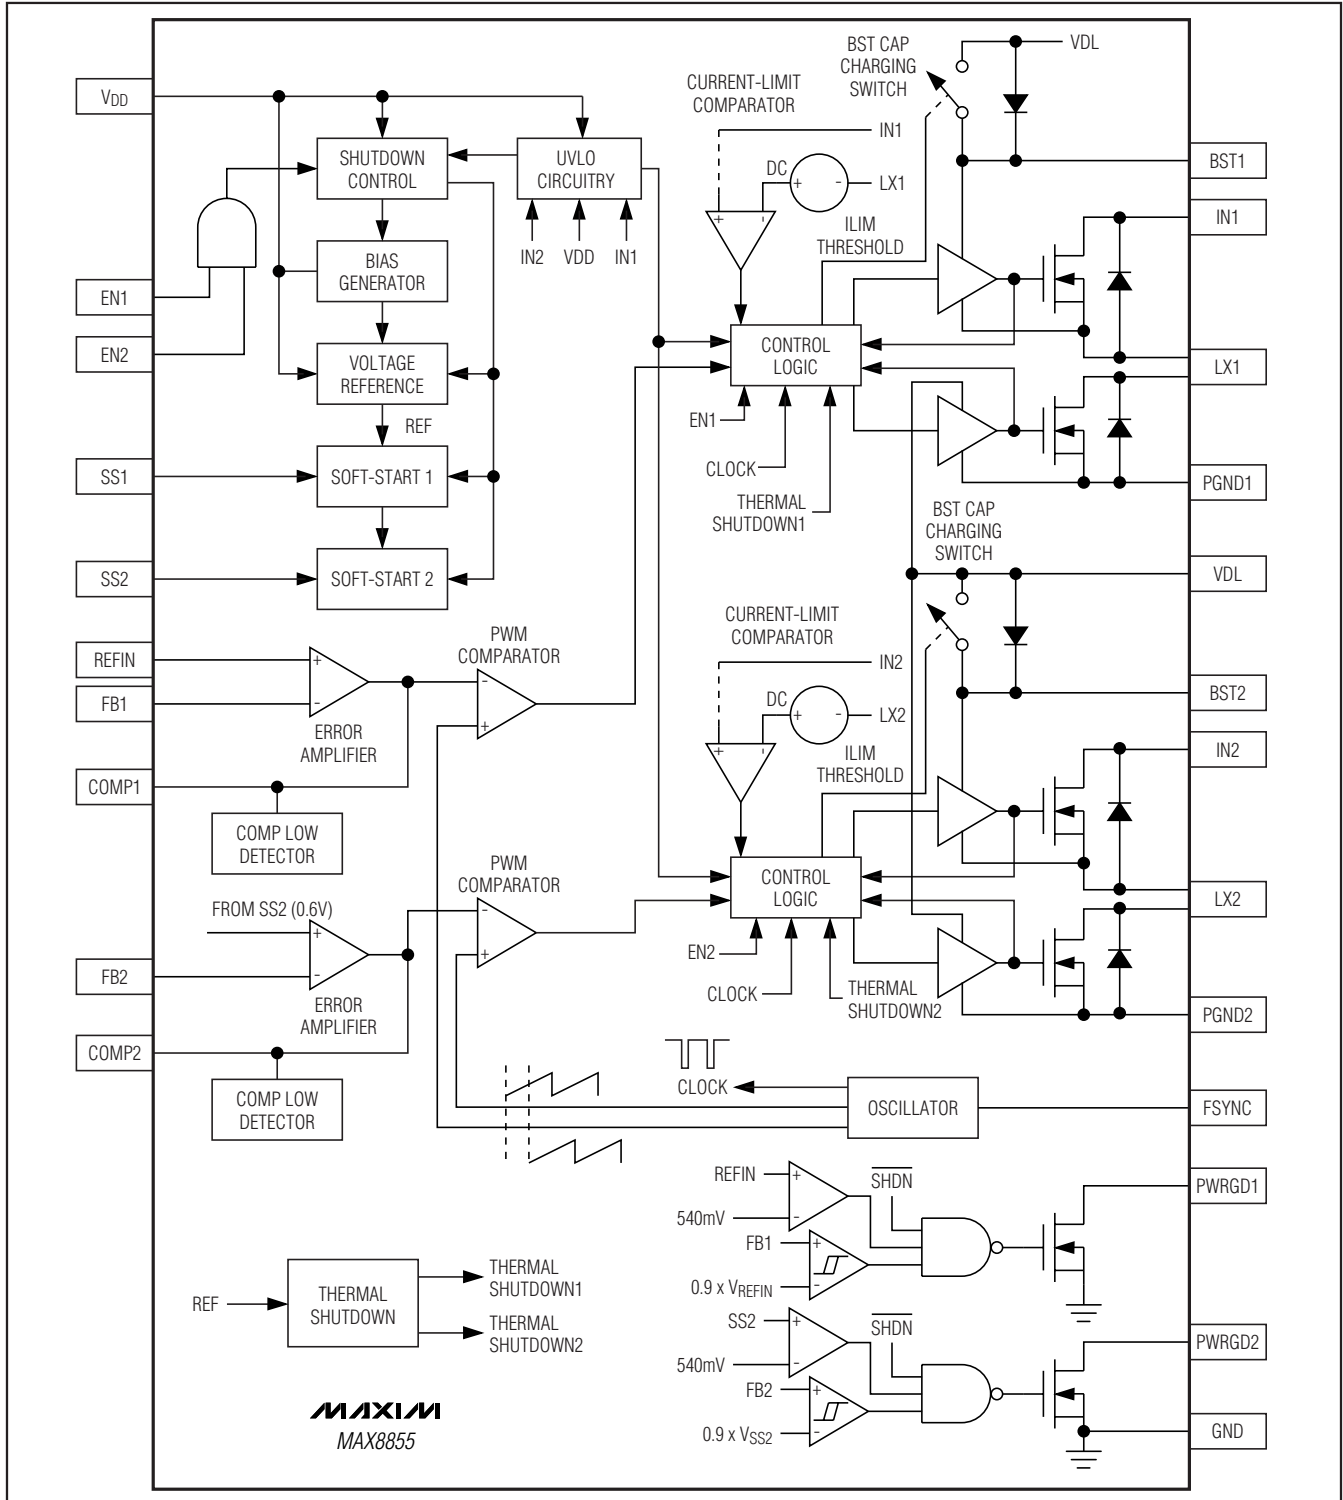 VDL
BST CAP
CHARGING
SWITCH
CURRENT-LIMIT
COMPARATOR
VDD
IN1
SHUTDOWN
CONTROL
UVLO
CIRCUITRY
DC
+
-
LX1
BST1
+
-
IN1
ILIM
THRESHOLD
IN2
VDD
IN1
BIAS
GENERATOR
EN1
EN2
VOLTAGE
REFERENCE
CONTROL
LOGIC
LX1
REF
EN1
CLOCK
THERMAL
SHUTDOWN1
SS1
SOFT-START 1
PGND1
BST CAP
CHARGING
SWITCH
SS2
SOFT-START 2
VDL
CURRENT-LIMIT
COMPARATOR
PWM
COMPARATOR
REFIN
+
FB1
-
ERROR
AMPLIFIER
-
+
IN2
DC
+
-
LX2
BST2
+
-
ILIM
THRESHOLD
IN2
COMP1
COMP LOW
DETECTOR
PWM
COMPARATOR
CONTROL
LOGIC
FROM SS2 (0.6V)
+
-
-
+
LX2
EN2
CLOCK
THERMAL
SHUTDOWN2
FB2
ERROR
AMPLIFIER
PGND2
COMP2
COMP LOW
DETECTOR
CLOCK
OSCILLATOR
FSYNC
REFIN
+
540mV
-
SHDN
PWRGD1
FB1
+
0.9 x VREFIN
-
REF
THERMAL
SHUTDOWN
THERMAL
SHUTDOWN1
THERMAL
SHUTDOWN2
SS2
+
540mV
-
SHDN
PWRGD2
FB2
+
0.9 x VSS2
-
GND
MAXIM
MAX8855